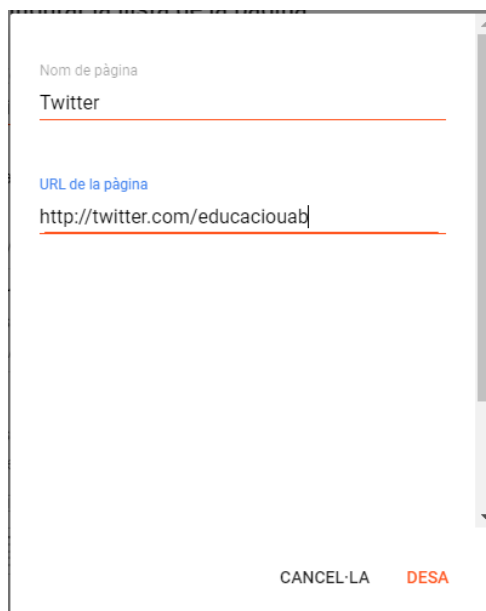 Nom de pàgina
Twitter
URL de la pàgina
http://twitter.com/educaciouab
CANCEL·LA
DESA